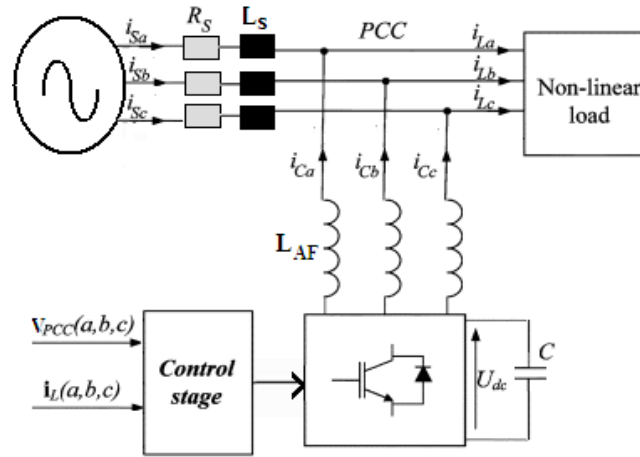 R_S
L_S
i_Sa
i_Sb
i_Sc
PCC
i_La
i_Lb
i_Lc
Non-linear
load
i_Ca
i_Cb
i_Cc
L_AF
v_PCC(a,b,c)
i_L(a,b,c)
Control
stage
U_dc
C